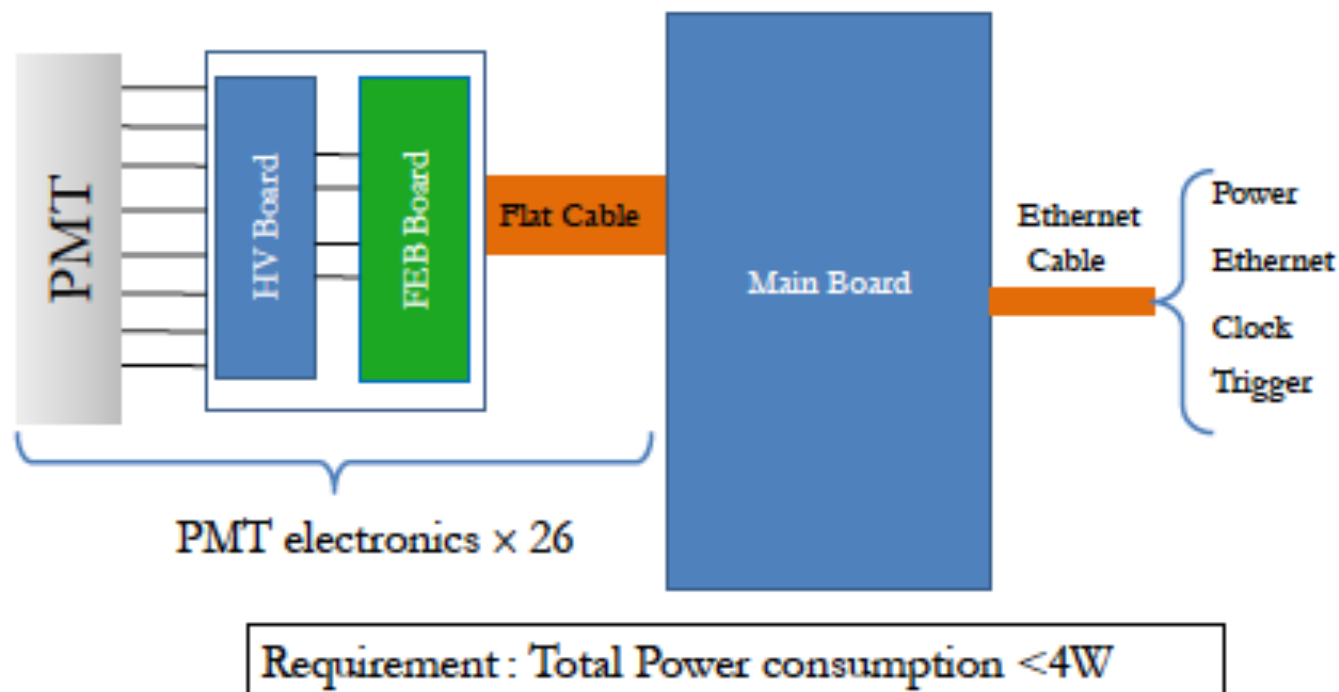 PMT
HV Board
FEB Board
Flat Cable
Main Board
Ethernet
Cable
Power
Ethernet
Clock
Trigger
PMT electronics × 26
Requirement : Total Power consumption <4W